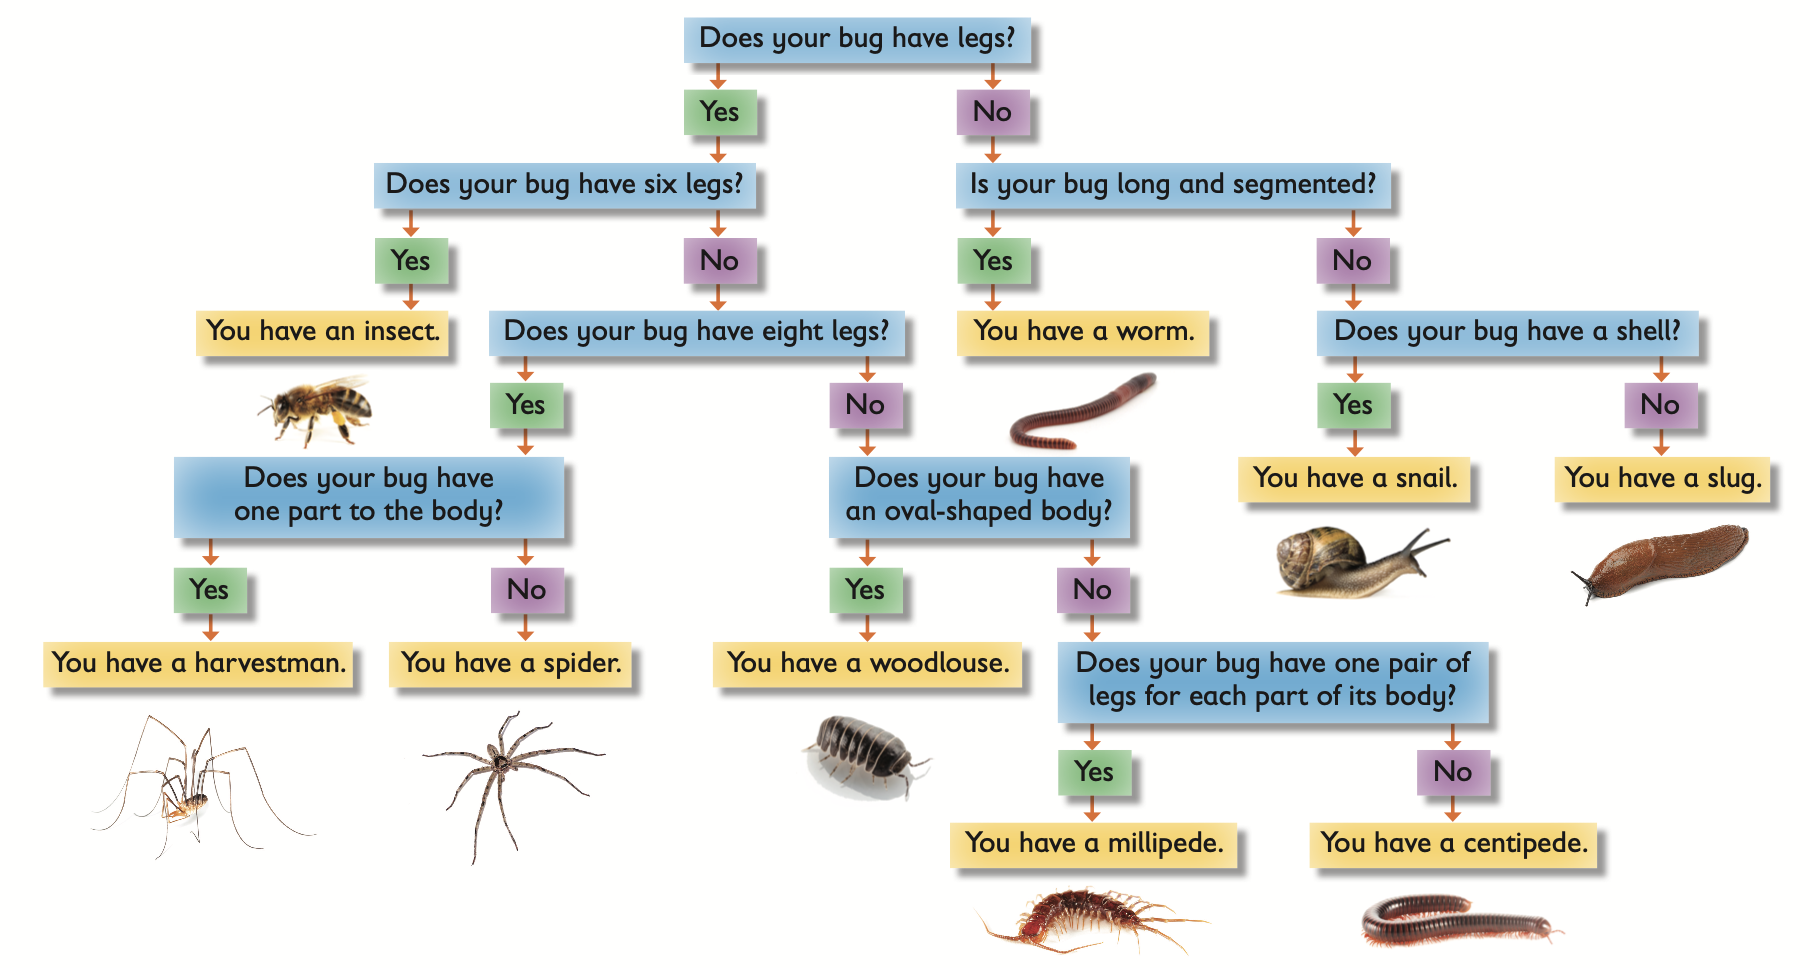 Does your bug have legs?
Yes
No
Does your bug have six legs?
Is your bug long and segmented?
Yes
No
Yes
No
You have an insect.
Does your bug have eight legs?
You have a worm.
Does your bug have a shell?
Yes
No
Yes
No
Does your bug have
one part to the body?
Does your bug have
an oval-shaped body?
You have a snail.
You have a slug.
Yes
No
Yes
No
You have a harvestman.
You have a spider.
You have a woodlouse.
Does your bug have one pair of
legs for each part of its body?
Yes
No
You have a millipede.
You have a centipede.